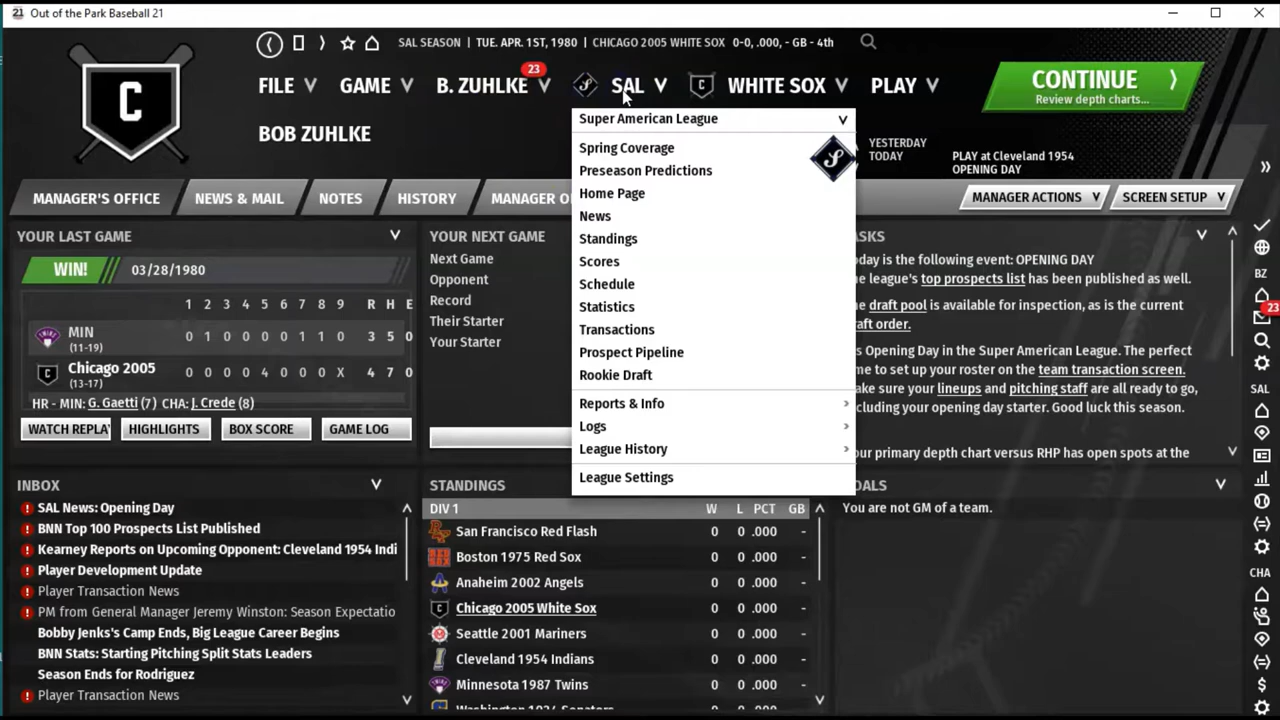 21 Out of the Park Baseball 21
SAL SEASON | TUE. APR. 1ST, 1980 | CHICAGO 2005 WHITE SOX 0-0, .000, - GB - 4th
FILE GAME B. ZUHLKE 23 SAL WHITE SOX PLAY
CONTINUE
Review depth charts...
BOB ZUHLKE
YESTERDAY
TODAY
PLAY at Cleveland 1954
OPENING DAY
MANAGER'S OFFICE NEWS & MAIL NOTES HISTORY MANAGER O
MANAGER ACTIONS SCREEN SETUP
Super American League
Spring Coverage
Preseason Predictions
Home Page
News
Standings
Scores
Schedule
Statistics
Transactions
Prospect Pipeline
Rookie Draft
Reports & Info
Logs
League History
League Settings
YOUR LAST GAME
WIN! 03/28/1980
1 2 3 4 5 6 7 8 9 R H E
MIN 0 1 0 0 0 0 1 1 0 3 5 0
(11-19)
Chicago 2005 0 0 0 0 4 0 0 0 X 4 7 0
(13-17)
HR - MIN: G. Gaetti (7) CHA: J. Crede (8)
WATCH REPLA HIGHLIGHTS BOX SCORE GAME LOG
YOUR NEXT GAME
Next Game
Opponent
Record
Their Starter
Your Starter
ASKS
oday is the following event: OPENING DAY
e league's top prospects list has been published as well.
e draft pool is available for inspection, as is the current
aft order.
s Opening Day in the Super American League. The perfect
me to set up your roster on the team transaction screen.
ake sure your lineups and pitching staff are all ready to go,
cluding your opening day starter. Good luck this season.
our primary depth chart versus RHP has open spots at the
INBOX
SAL News: Opening Day
BNN Top 100 Prospects List Published
Kearney Reports on Upcoming Opponent: Cleveland 1954 Indi
Player Development Update
Player Transaction News
PM from General Manager Jeremy Winston: Season Expectatio
Bobby Jenks's Camp Ends, Big League Career Begins
BNN Stats: Starting Pitching Split Stats Leaders
Season Ends for Rodriguez
Player Transaction News
STANDINGS
DIV 1 W L PCT GB
San Francisco Red Flash 0 0 .000 -
Boston 1975 Red Sox 0 0 .000 -
Anaheim 2002 Angels 0 0 .000 -
Chicago 2005 White Sox 0 0 .000 -
Seattle 2001 Mariners 0 0 .000 -
Cleveland 1954 Indians 0 0 .000 -
Minnesota 1987 Twins 0 0 .000 -
Washington 1924 Senators 0 0 .000 -
OALS
You are not GM of a team.
BZ
23
SAL
CHA